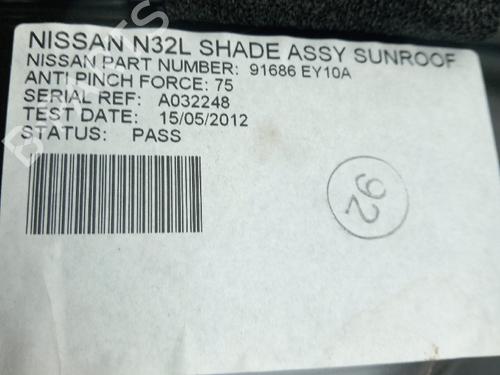 NISSAN N32L SHADE ASSY SUNROOF
NISSAN PART NUMBER: 91686 EY10A
ANTI PINCH FORCE: 75
SERIAL REF: A032248
TEST DATE: 15/05/2012
STATUS: PASS
92